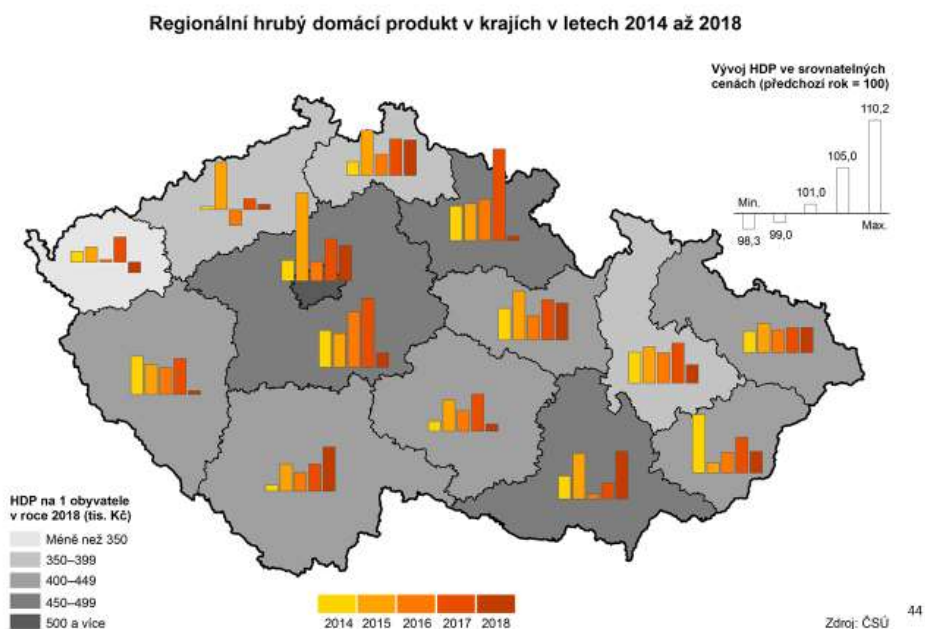 Regionální hrubý domácí produkt v krajích v letech 2014 až 2018
Vývoj HDP ve srovnatelných
cenách (předchozí rok = 100)
110,2
105,0
101,0
Min.
99,0
98,3
Max.
HDP na 1 obyvatele
v roce 2018 (tis. Kč)
Méně než 350
350–399
400–449
450–499
500 a více
2014 2015 2016 2017 2018
Zdroj: ČSÚ
44